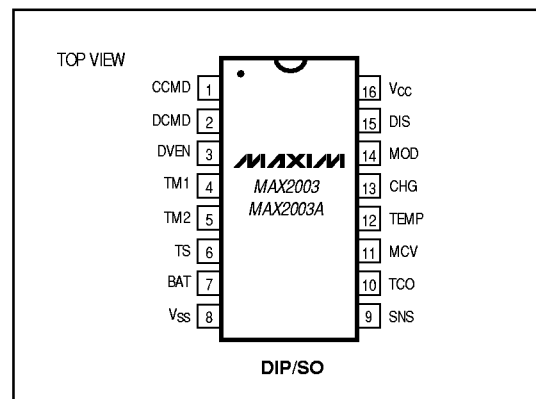 TOP VIEW
CCMD 1
DCMD 2
DVEN 3
TM1 4
TM2 5
TS 6
BAT 7
VSS 8
MAXIM
MAX2003
MAX2003A
16 VCC
15 DIS
14 MOD
13 CHG
12 TEMP
11 MCV
10 TCO
9 SNS
DIP/SO